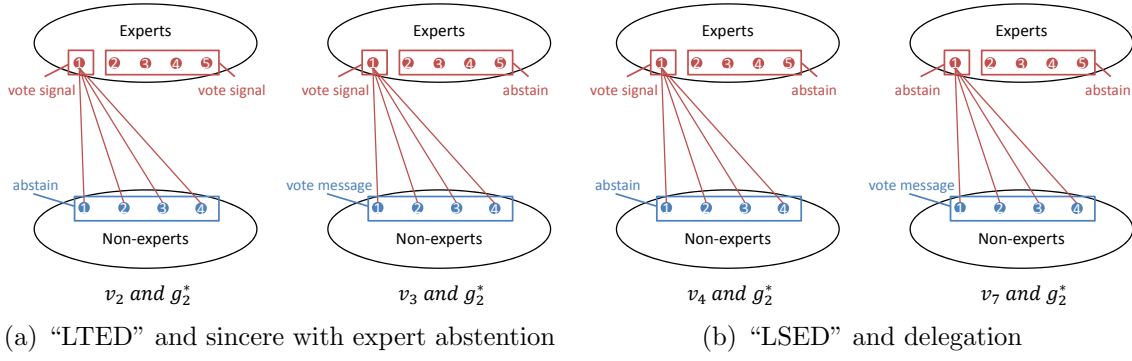 Experts
1 2 3 4 5
vote signal vote signal
abstain
1 2 3 4
Non-experts
v₂ and g₂*
Experts
1 2 3 4 5
vote signal abstain
vote message
1 2 3 4
Non-experts
v₃ and g₂*
(a) “LTED” and sincere with expert abstention
Experts
1 2 3 4 5
vote signal abstain
abstain
1 2 3 4
Non-experts
v₄ and g₂*
Experts
1 2 3 4 5
abstain abstain
vote message
1 2 3 4
Non-experts
v₇ and g₂*
(b) “LSED” and delegation